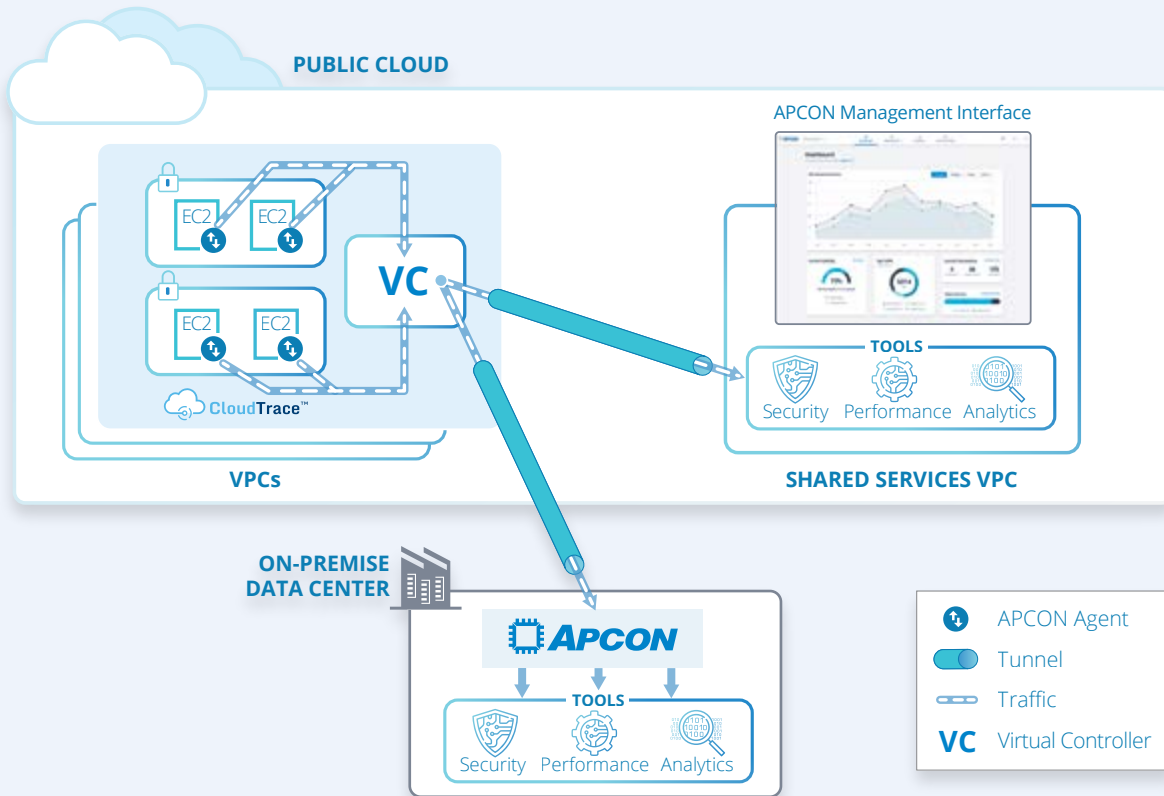 PUBLIC CLOUD
APCON Management Interface
EC2
EC2
VC
EC2
EC2
CloudTrace™
VPCs
TOOLS
Security
Performance
Analytics
SHARED SERVICES VPC
ON-PREMISE
DATA CENTER
APCON
TOOLS
Security
Performance
Analytics
APCON Agent
Tunnel
Traffic
VC
Virtual Controller